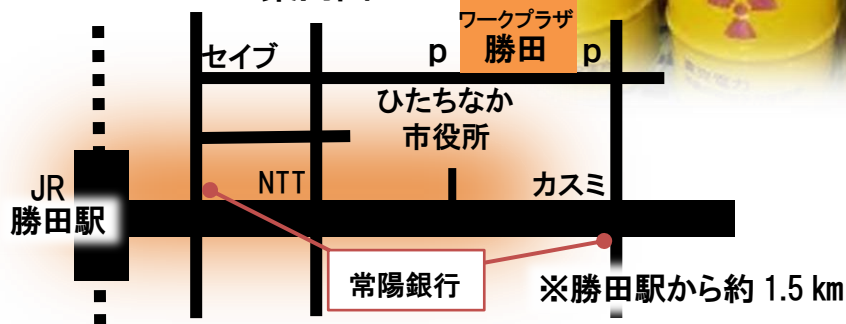 ワークプラザ
勝田
セイブ
p
p
ひたちなか
市役所
JR
勝田駅
NTT
カスミ
常陽銀行
※勝田駅から約 1.5 km